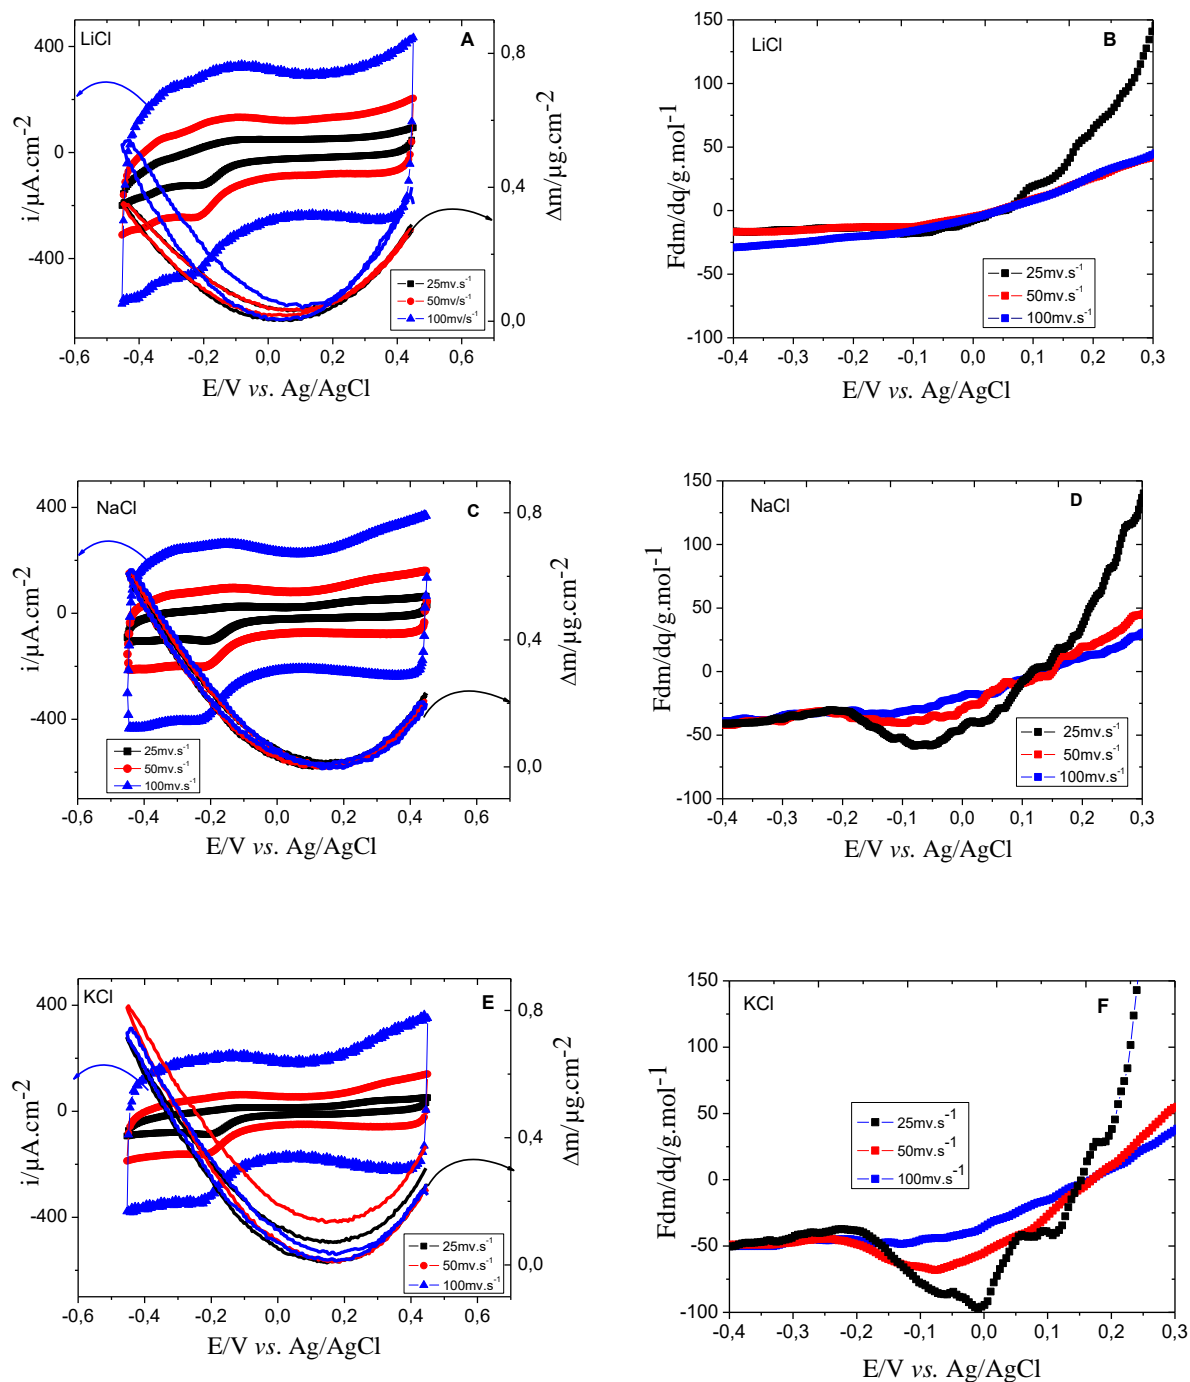 LiCl
A
400
0,8
i/µA.cm-2
0
Δm/µg.cm-2
0,4
-400
25mv.s-1
50mv/s-1
100mv/s-1
0,0
-0,6 -0,4 -0,2 0,0 0,2 0,4 0,6
E/V vs. Ag/AgCl
LiCl
B
150
100
50
0
-50
-100
Fdm/dq/g.mol-1
25mv.s-1
50mv.s-1
100mv.s-1
-0,4 -0,3 -0,2 -0,1 0,0 0,1 0,2 0,3
E/V vs. Ag/AgCl
NaCl
C
400
0,8
i/µA.cm-2
0
Δm/µg.cm-2
0,4
-400
25mv.s-1
50mv.s-1
100mv.s-1
0,0
-0,6 -0,4 -0,2 0,0 0,2 0,4 0,6
E/V vs. Ag/AgCl
NaCl
D
150
100
50
0
-50
-100
Fdm/dq/g.mol-1
25mv.s-1
50mv.s-1
100mv.s-1
-0,4 -0,3 -0,2 -0,1 0,0 0,1 0,2 0,3
E/V vs. Ag/AgCl
KCl
E
400
0,8
i/µA.cm-2
0
Δm/µg.cm-2
0,4
-400
25mv.s-1
50mv.s-1
100mv.s-1
0,0
-0,6 -0,4 -0,2 0,0 0,2 0,4 0,6
E/V vs. Ag/AgCl
KCl
F
150
100
50
0
-50
-100
Fdm/dq/g.mol-1
25mv.s-1
50mv.s-1
100mv.s-1
-0,4 -0,3 -0,2 -0,1 0,0 0,1 0,2 0,3
E/V vs. Ag/AgCl